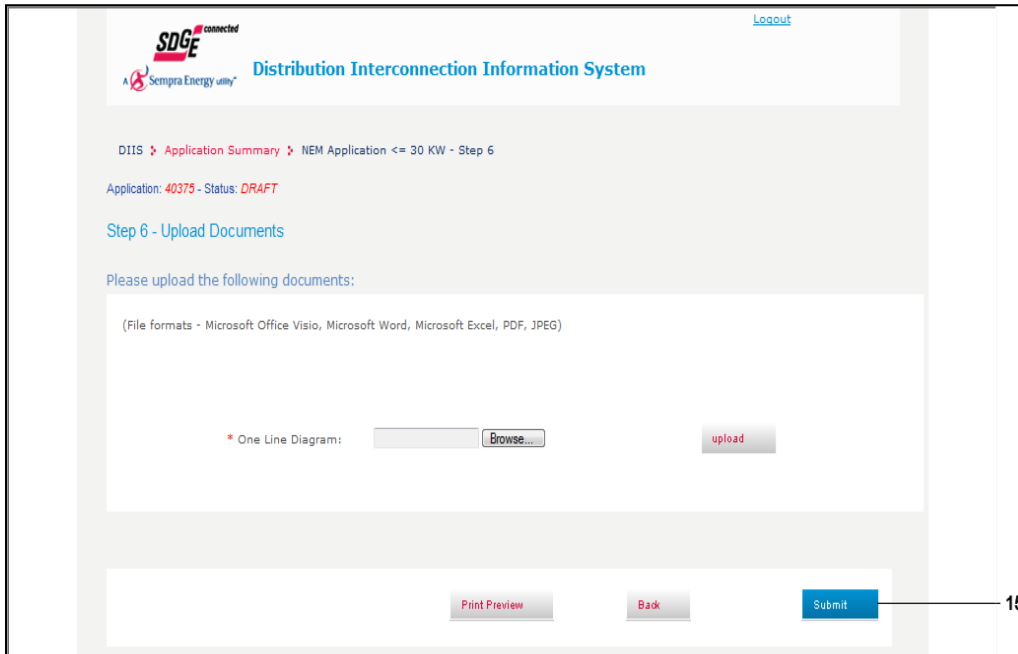 Logout
SDGE connected
A Sempra Energy utility™
Distribution Interconnection Information System
DIIS Application Summary NEM Application <= 30 KW - Step 6
Application: 40375 - Status: DRAFT
Step 6 - Upload Documents
Please upload the following documents:
(File formats - Microsoft Office Visio, Microsoft Word, Microsoft Excel, PDF, JPEG)
* One Line Diagram: Browse... upload
Print Preview Back Submit 15